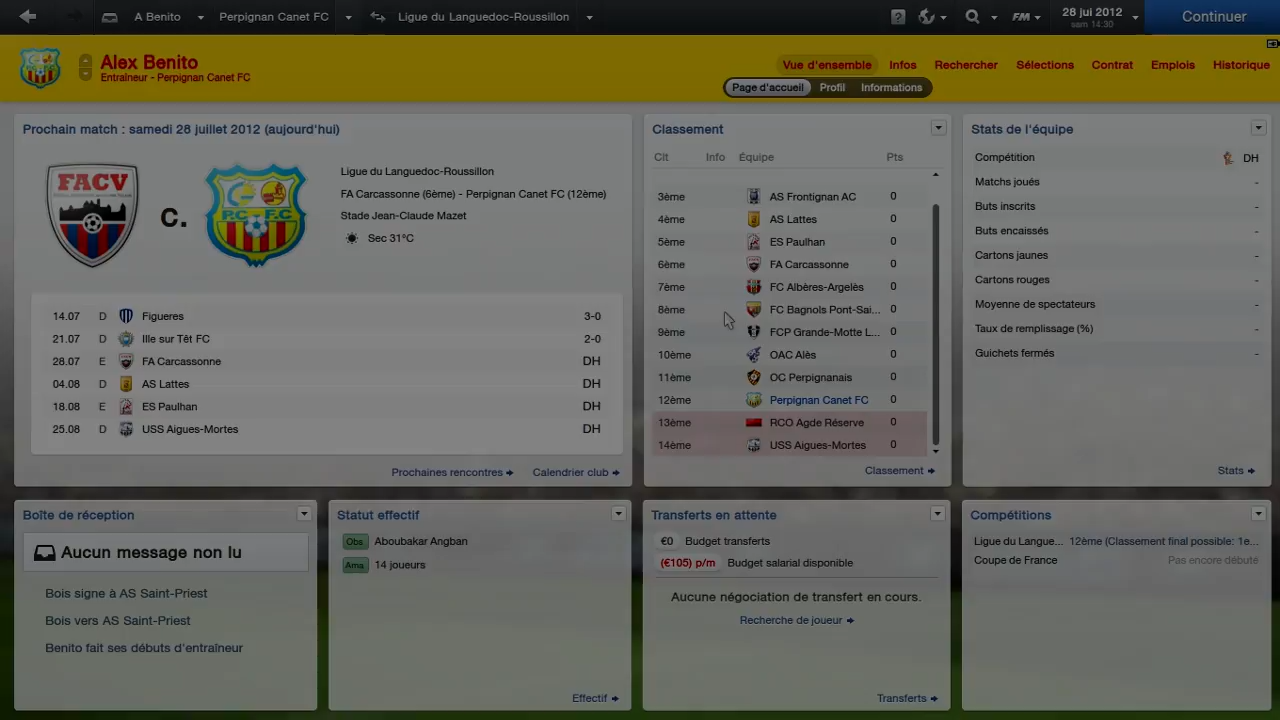 A Benito
Perpignan Canet FC
Ligue du Languedoc-Roussillon
?
FM
28 jui 2012
sam 14:30
Continuer
Alex Benito
Entraîneur - Perpignan Canet FC
Vue d'ensemble
Infos
Rechercher
Sélections
Contrat
Emplois
Historique
Page d'accueil
Profil
Informations
Prochain match : samedi 28 juillet 2012 (aujourd'hui)
FACV
c.
P.C.F.C
Ligue du Languedoc-Roussillon
FA Carcassonne (6ème) - Perpignan Canet FC (12ème)
Stade Jean-Claude Mazet
Sec 31°C
14.07 D Figueres 3-0
21.07 D Ille sur Têt FC 2-0
28.07 E FA Carcassonne DH
04.08 D AS Lattes DH
18.08 E ES Paulhan DH
25.08 D USS Aigues-Mortes DH
Prochaines rencontres
Calendrier club
Classement
Clt Info Équipe Pts
3ème AS Frontignan AC 0
4ème AS Lattes 0
5ème ES Paulhan 0
6ème FA Carcassonne 0
7ème FC Albères-Argelès 0
8ème FC Bagnols Pont-Sai... 0
9ème FCP Grande-Motte L... 0
10ème OAC Alès 0
11ème OC Perpignanais 0
12ème Perpignan Canet FC 0
13ème RCO Agde Réserve 0
14ème USS Aigues-Mortes 0
Classement
Stats de l'équipe
Compétition DH
Matchs joués -
Buts inscrits -
Buts encaissés -
Cartons jaunes -
Cartons rouges -
Moyenne de spectateurs -
Taux de remplissage (%) -
Guichets fermés -
Stats
Boîte de réception
Aucun message non lu
Bois signe à AS Saint-Priest
Bois vers AS Saint-Priest
Benito fait ses débuts d'entraîneur
Statut effectif
Obs Aboubakar Angban
Ama 14 joueurs
Effectif
Transferts en attente
€0 Budget transferts
(€105) p/m Budget salarial disponible
Aucune négociation de transfert en cours.
Recherche de joueur
Transferts
Compétitions
Ligue du Langue... 12ème (Classement final possible: 1e...
Coupe de France Pas encore débuté